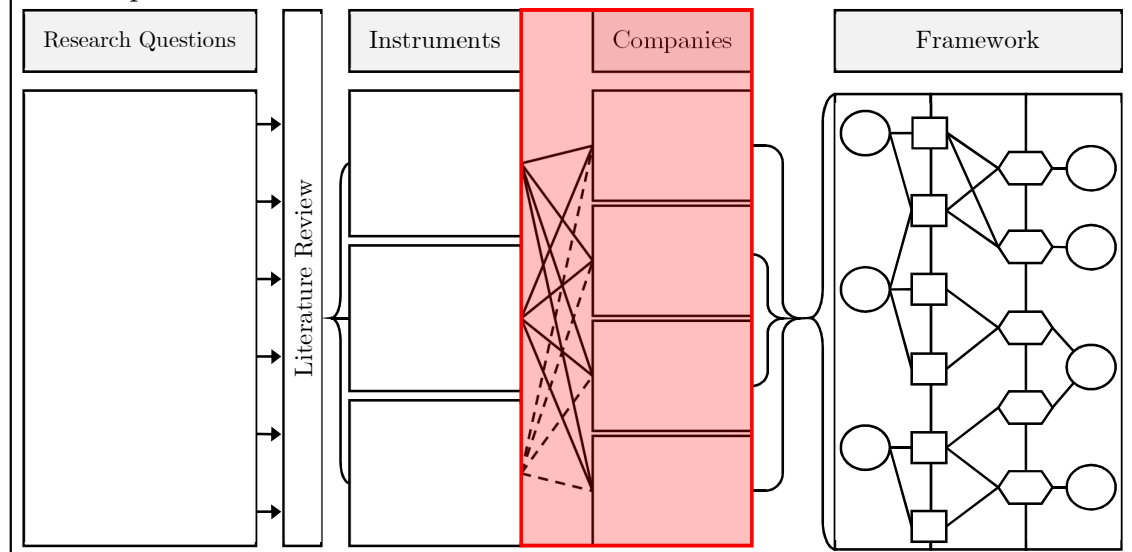 Research Questions
Instruments
Companies
Framework
Literature Review